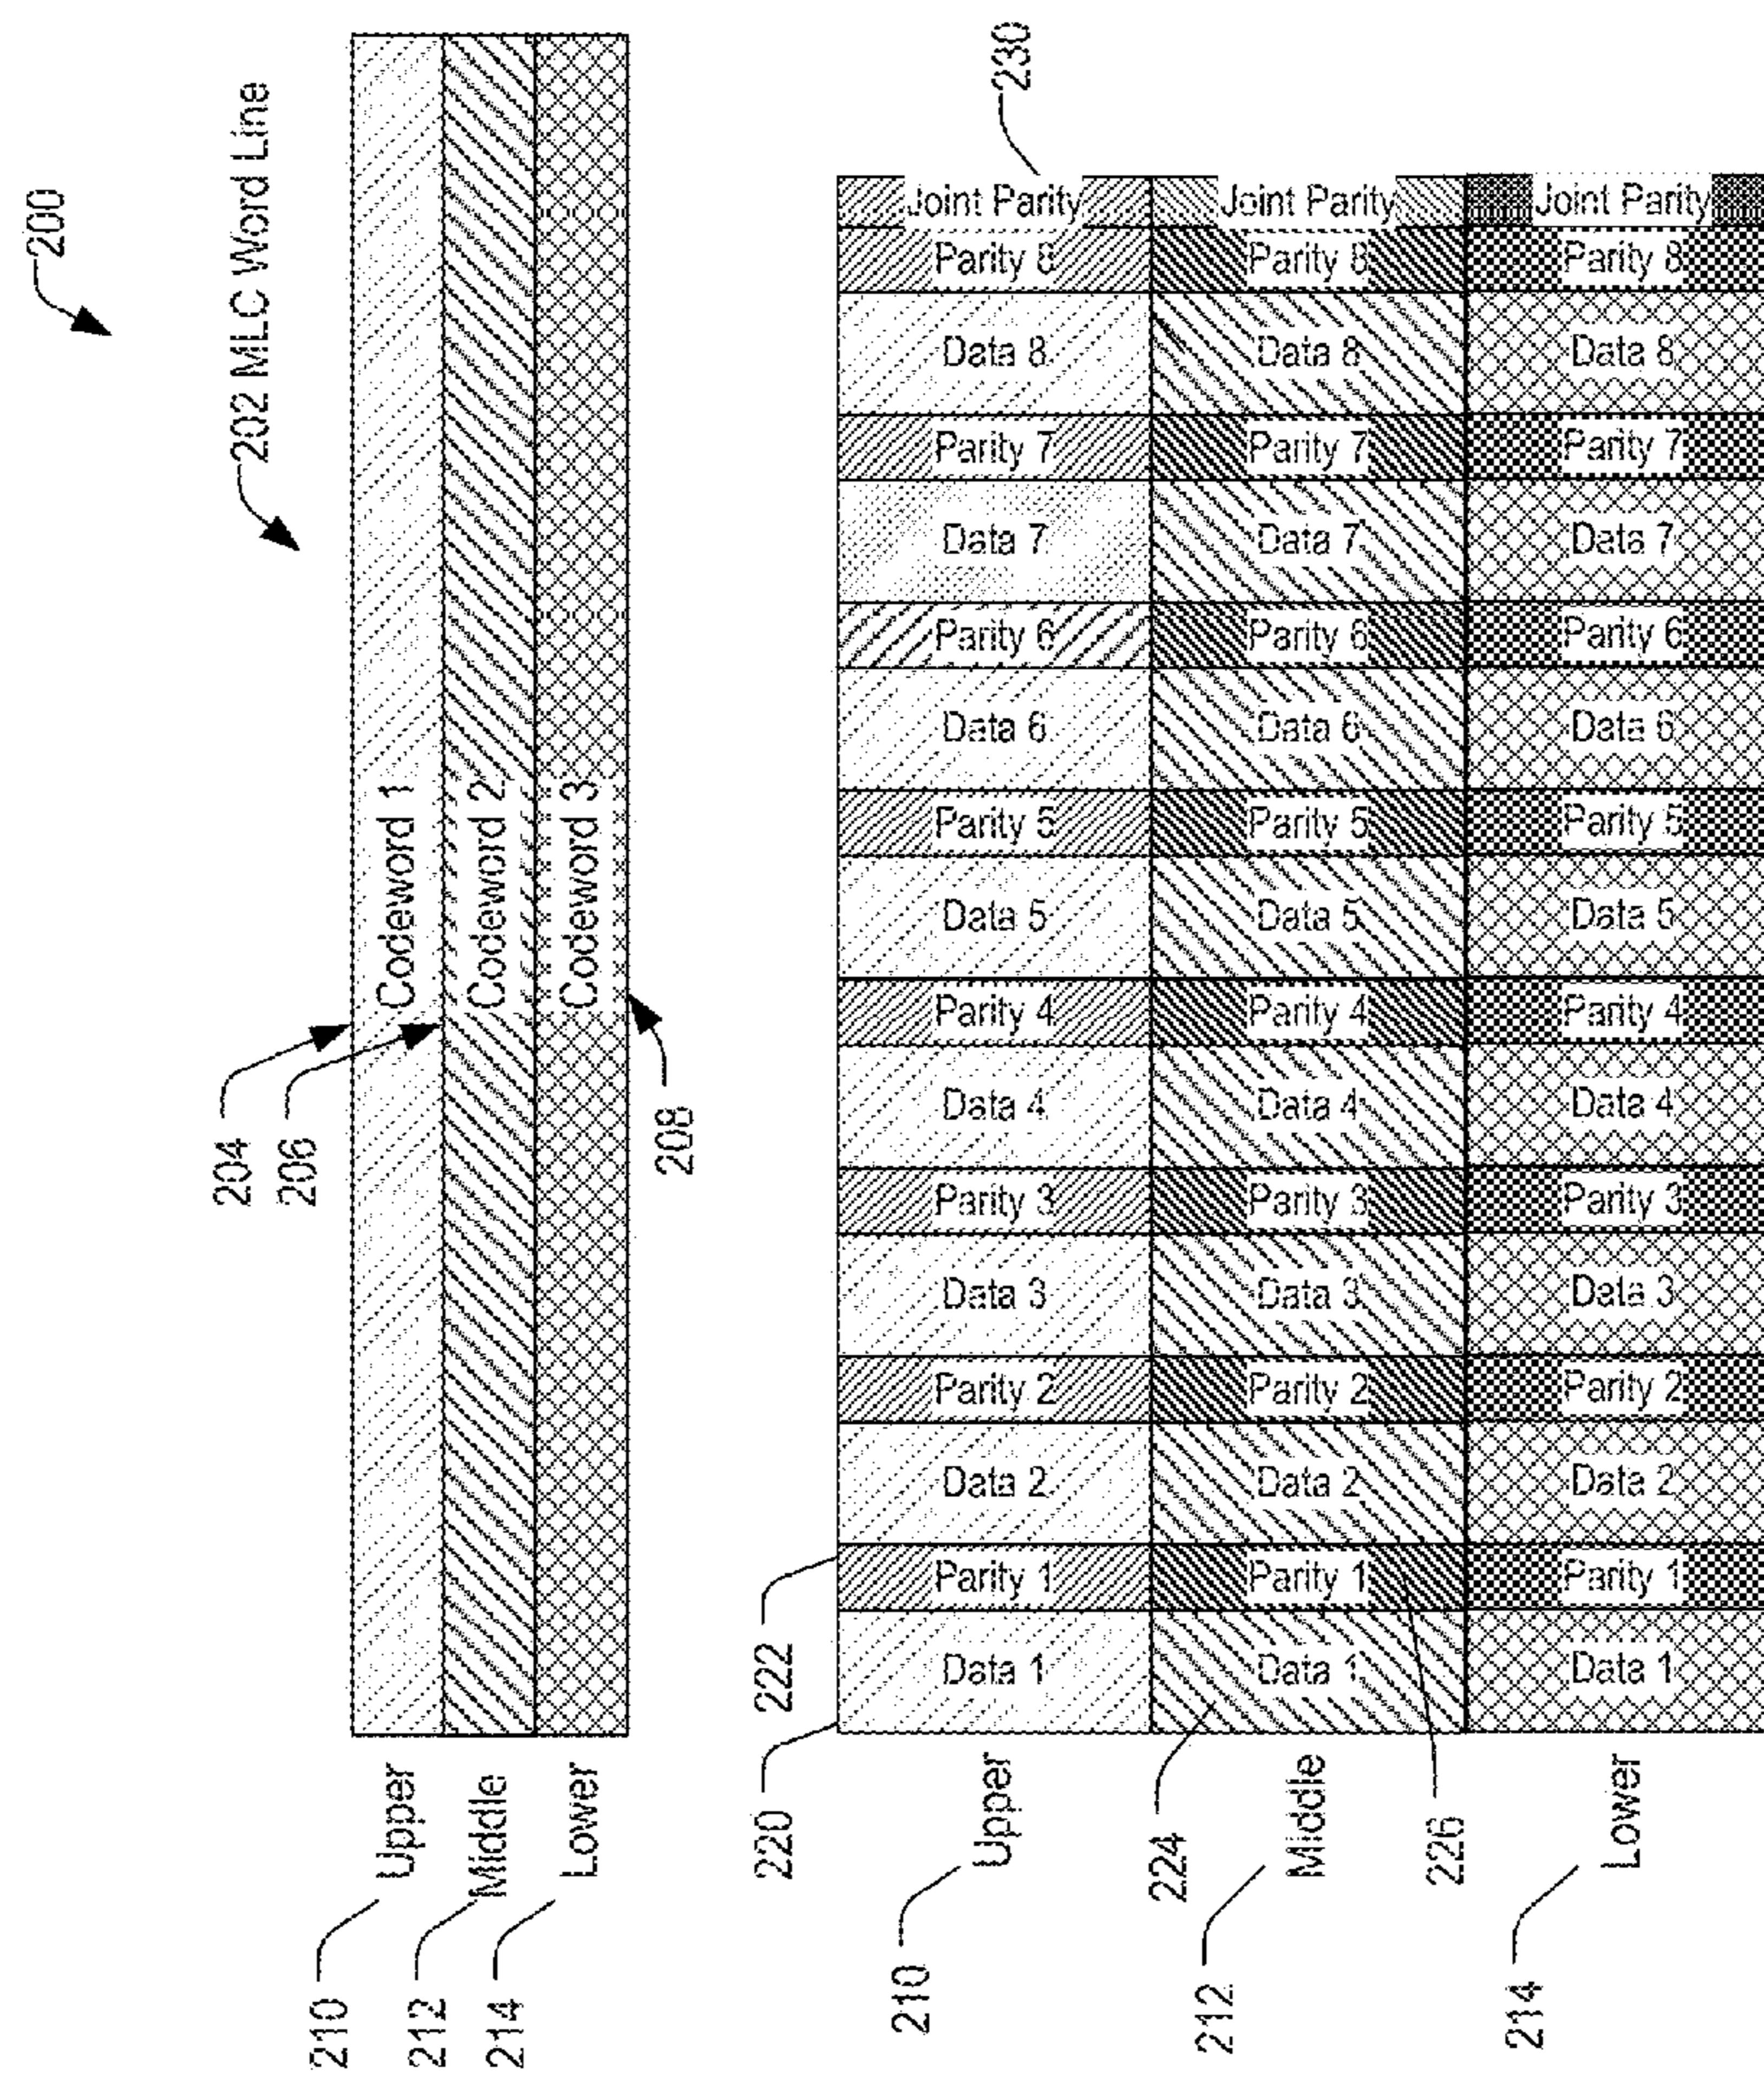 200
202 MLC Word Line
204
206
210 Upper Codeword 1
212 Middle Codeword 2
214 Lower Codeword 3
208
220
222
230
210 Upper Data 1 Parity 1 Data 2 Parity 2 Data 3 Parity 3 Data 4 Parity 4 Data 5 Parity 5 Data 6 Parity 6 Data 7 Parity 7 Data 8 Parity 8 Joint Parity
224
212 Middle Data 1 Parity 1 Data 2 Parity 2 Data 3 Parity 3 Data 4 Parity 4 Data 5 Parity 5 Data 6 Parity 6 Data 7 Parity 7 Data 8 Parity 8 Joint Parity
226
214 Lower Data 1 Parity 1 Data 2 Parity 2 Data 3 Parity 3 Data 4 Parity 4 Data 5 Parity 5 Data 6 Parity 6 Data 7 Parity 7 Data 8 Parity 8 Joint Parity